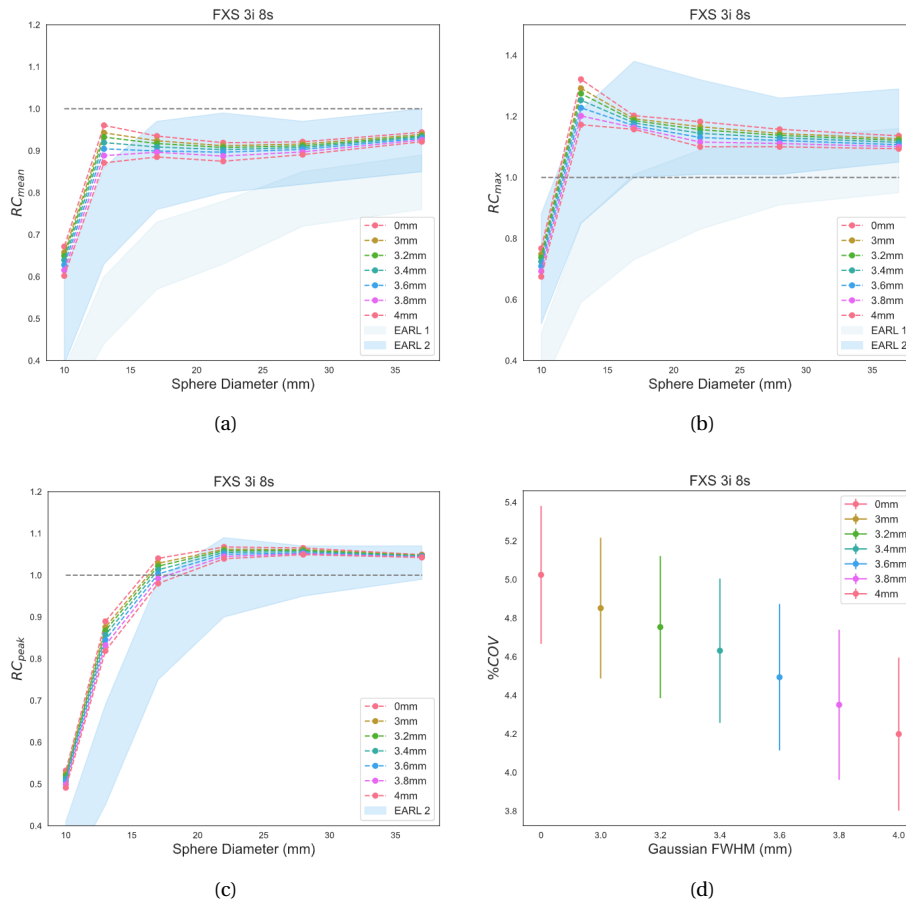 FXS 3i 8s
1.2
1.1
1.0
0.9
0.8
0.7
0.6
0.5
0.4
RC_mean
0mm
3mm
3.2mm
3.4mm
3.6mm
3.8mm
4mm
EARL 1
EARL 2
10 15 20 25 30 35
Sphere Diameter (mm)
(a)
FXS 3i 8s
1.4
1.2
1.0
0.8
0.6
0.4
RC_max
0mm
3mm
3.2mm
3.4mm
3.6mm
3.8mm
4mm
EARL 1
EARL 2
10 15 20 25 30 35
Sphere Diameter (mm)
(b)
FXS 3i 8s
1.2
1.1
1.0
0.9
0.8
0.7
0.6
0.5
0.4
RC_peak
0mm
3mm
3.2mm
3.4mm
3.6mm
3.8mm
4mm
EARL 2
10 15 20 25 30 35
Sphere Diameter (mm)
(c)
FXS 3i 8s
5.4
5.2
5.0
4.8
4.6
4.4
4.2
4.0
3.8
%COV
0mm
3mm
3.2mm
3.4mm
3.6mm
3.8mm
4mm
0 3.0 3.2 3.4 3.6 3.8 4.0
Gaussian FWHM (mm)
(d)